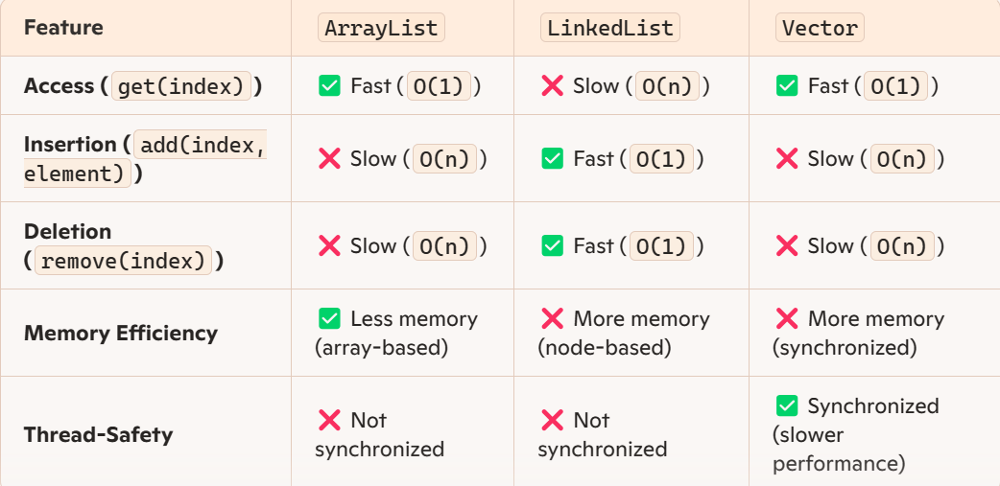 Feature ArrayList LinkedList Vector
Access (get(index)) ✅ Fast (O(1)) ❌ Slow (O(n)) ✅ Fast (O(1))
Insertion (add(index,
element)) ❌ Slow (O(n)) ✅ Fast (O(1)) ❌ Slow (O(n))
Deletion
(remove(index)) ❌ Slow (O(n)) ✅ Fast (O(1)) ❌ Slow (O(n))
Memory Efficiency
✅ Less memory
(array-based)
❌ More memory
(node-based)
❌ More memory
(synchronized)
Thread-Safety
❌ Not
synchronized
❌ Not
synchronized
✅ Synchronized
(slower
performance)